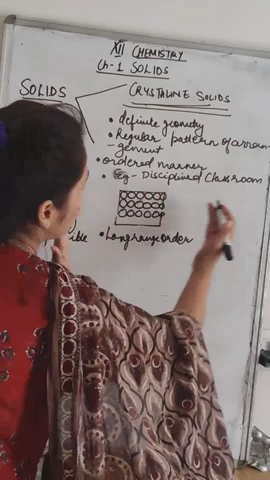 XII CHEMISTRY
Ch-1 SOLIDS
SOLIDS
CRYSTALINE SOLIDS
• definite geometry
• Regular pattern of arran
- gement
• ordered manner
• Eg - Disciplined Classroom
• Long range order